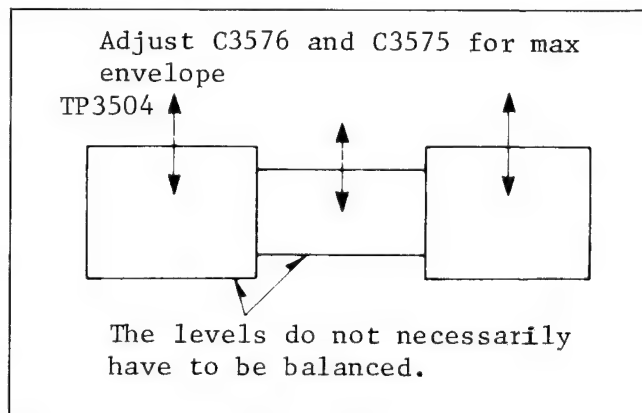 Adjust C3576 and C3575 for max
envelope
TP3504
The levels do not necessarily
have to be balanced.